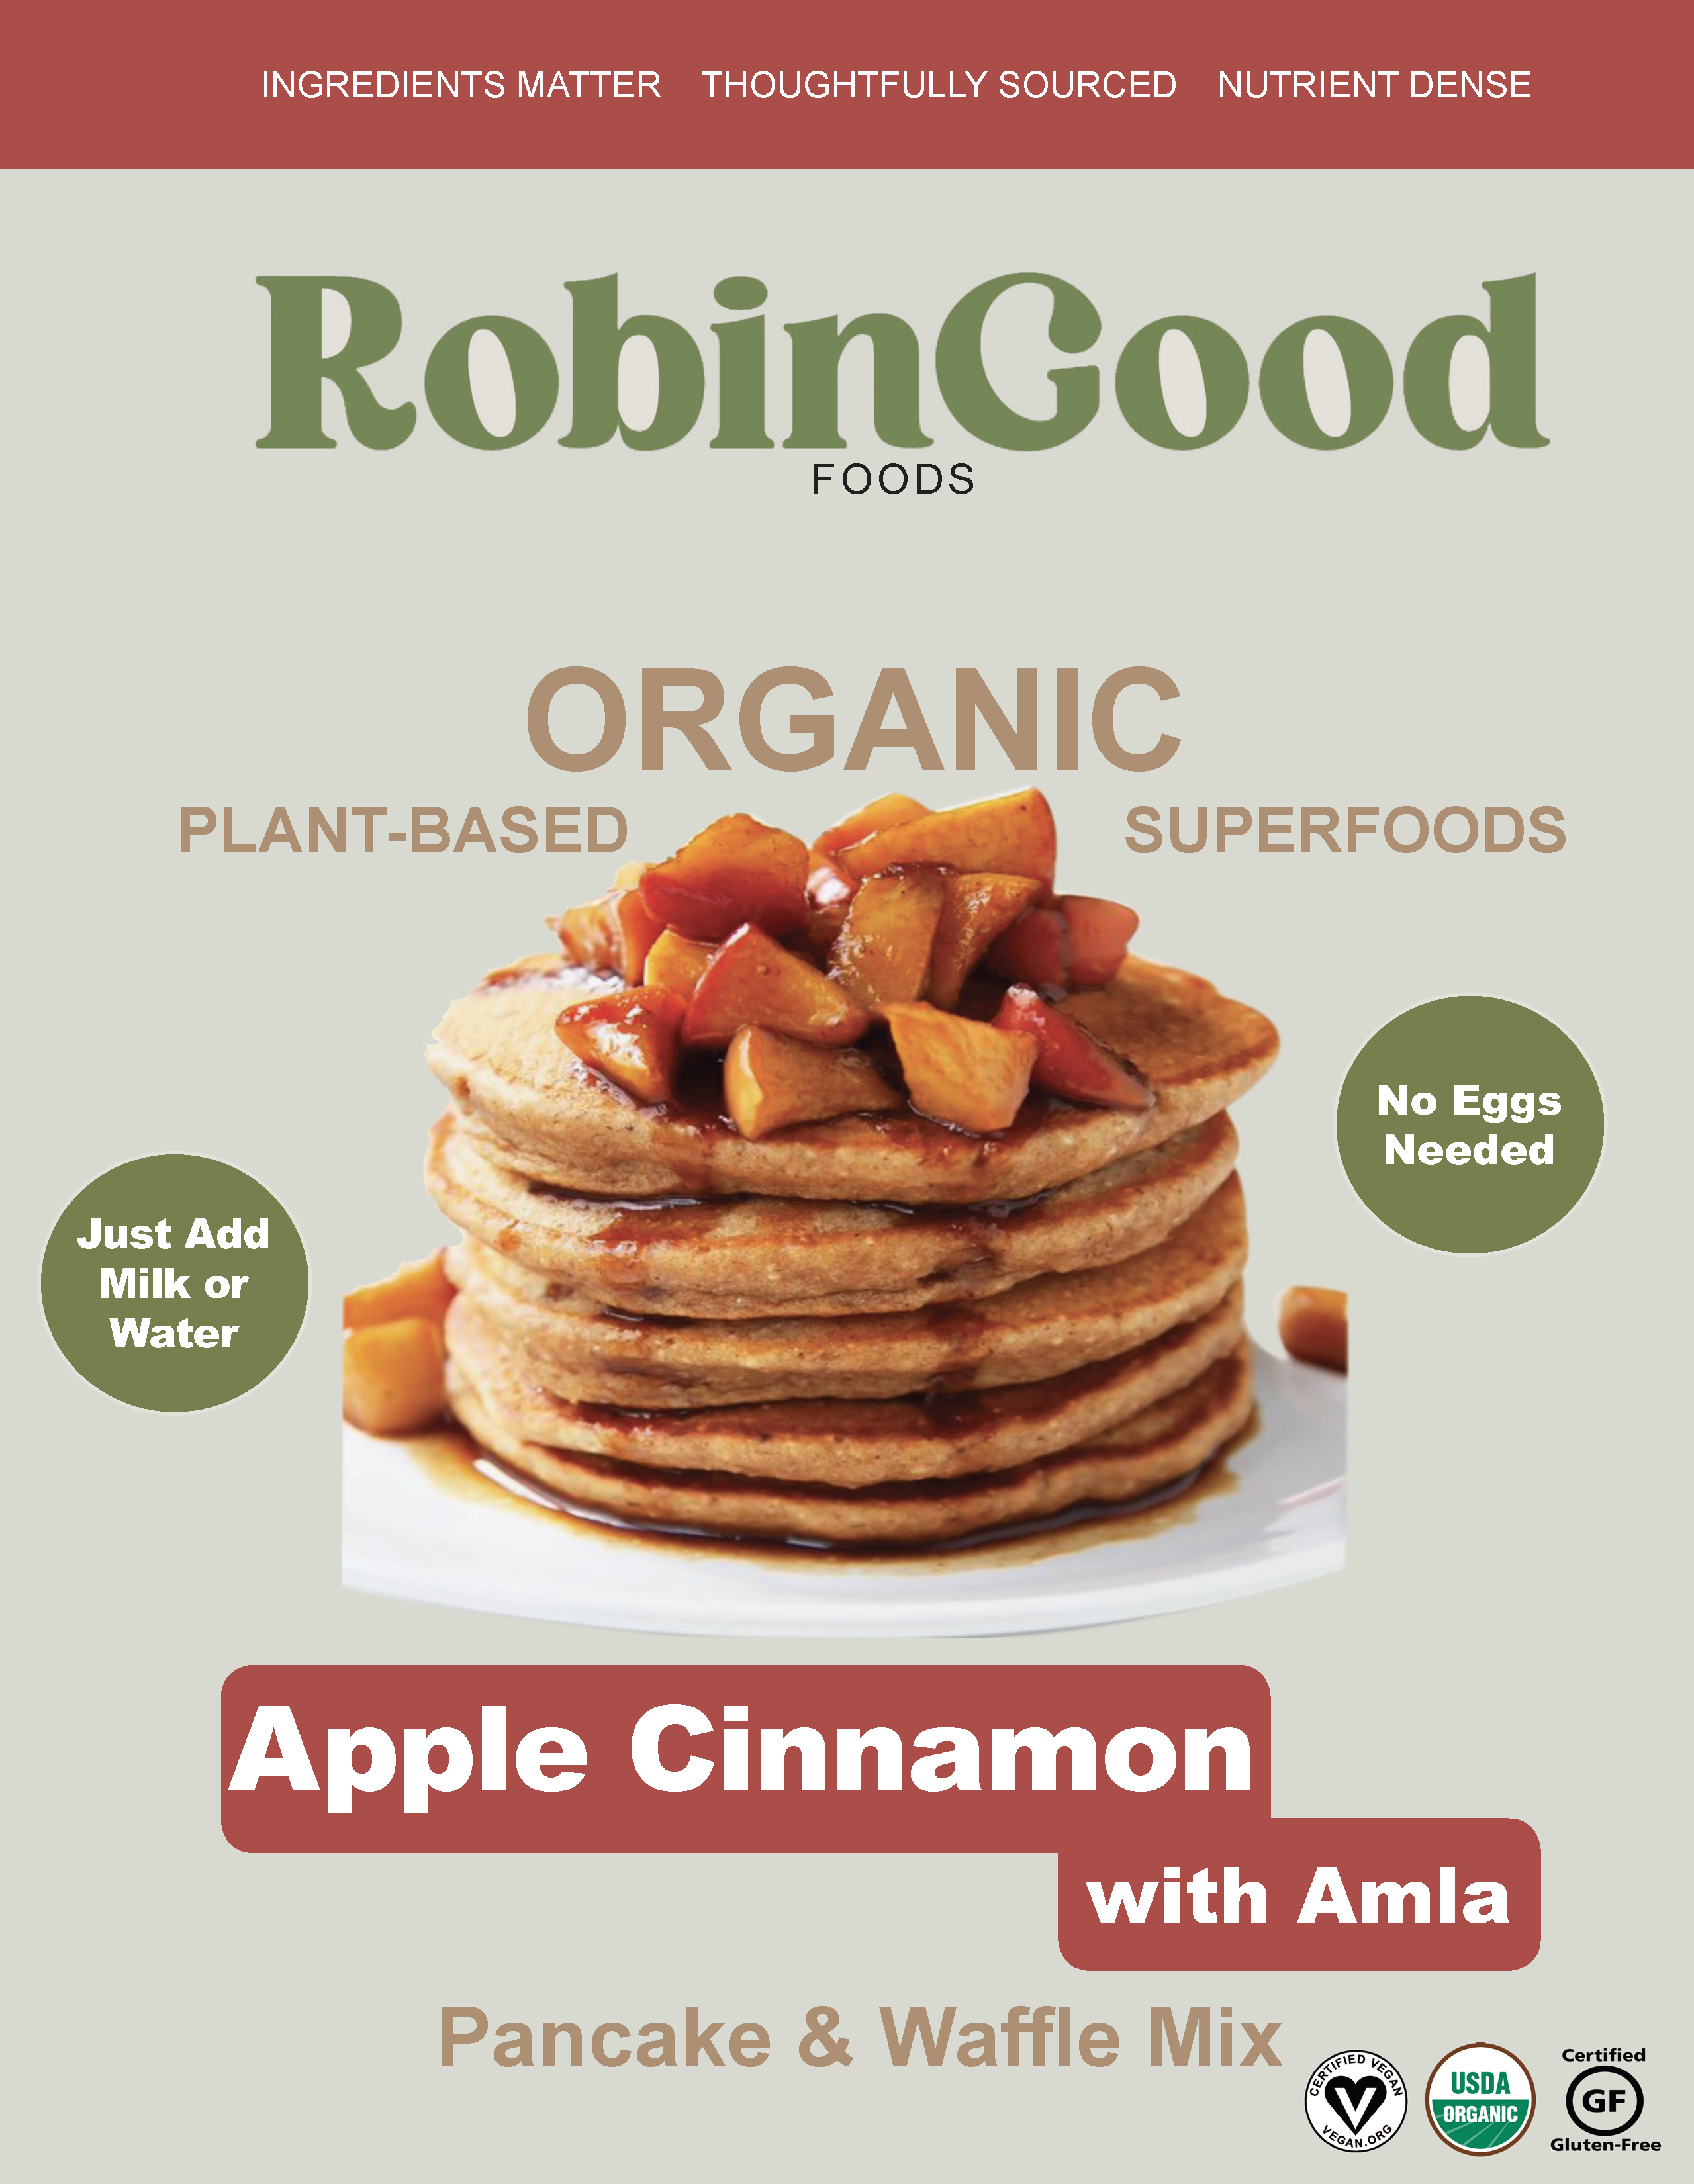 INGREDIENTS MATTER THOUGHTFULLY SOURCED NUTRIENT DENSE
RobinGood
FOODS
ORGANIC
PLANT-BASED SUPERFOODS
No Eggs
Needed
Just Add
Milk or
Water
Apple Cinnamon
with Amla
Pancake & Waffle Mix
CERTIFIED VEGAN
V
VEGAN.ORG
USDA
ORGANIC
Certified
GF
Gluten-Free